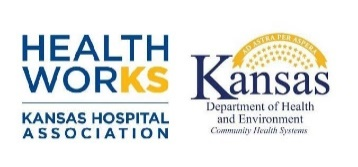 HEALTH
WORKS
KANSAS HOSPITAL
ASSOCIATION
AD ASTRA PER ASPERA
Kansas
Department of Health
and Environment
Community Health Systems